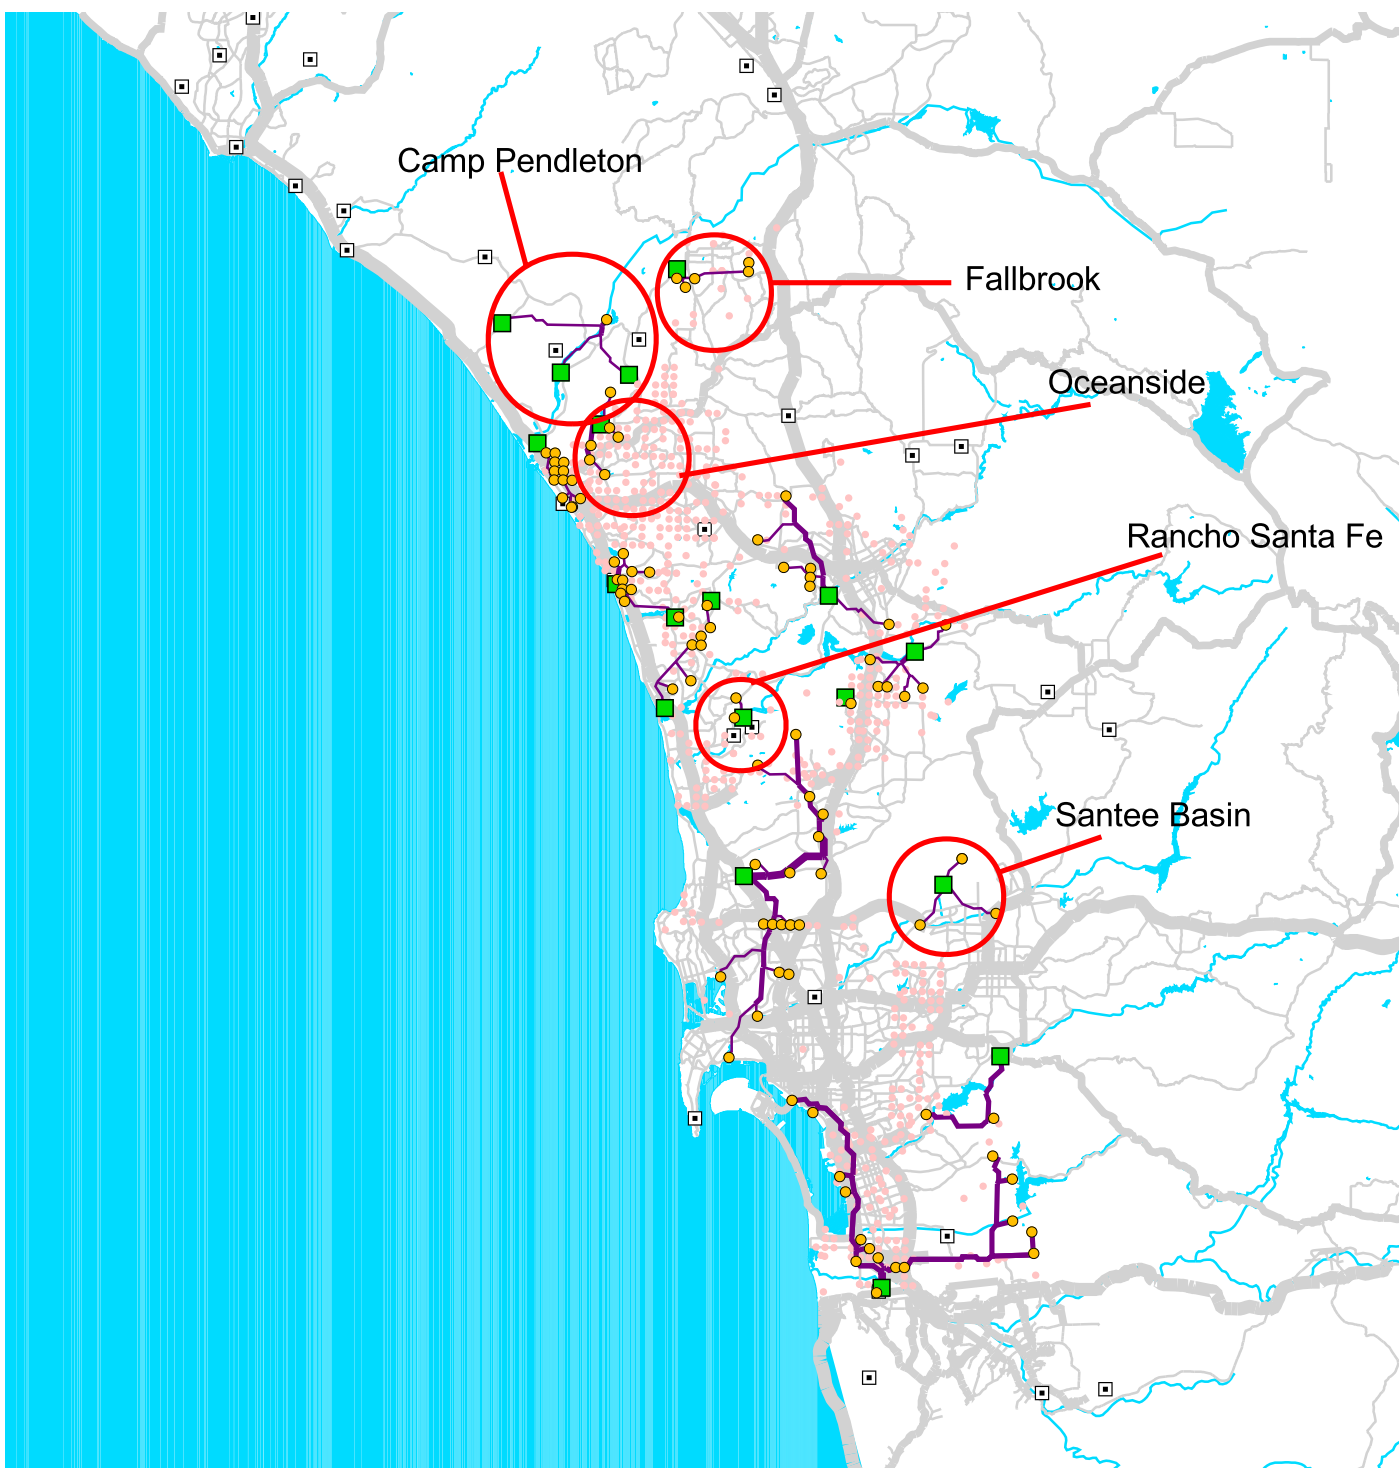 Camp Pendleton
Fallbrook
Oceanside
Rancho Santa Fe
Santee Basin